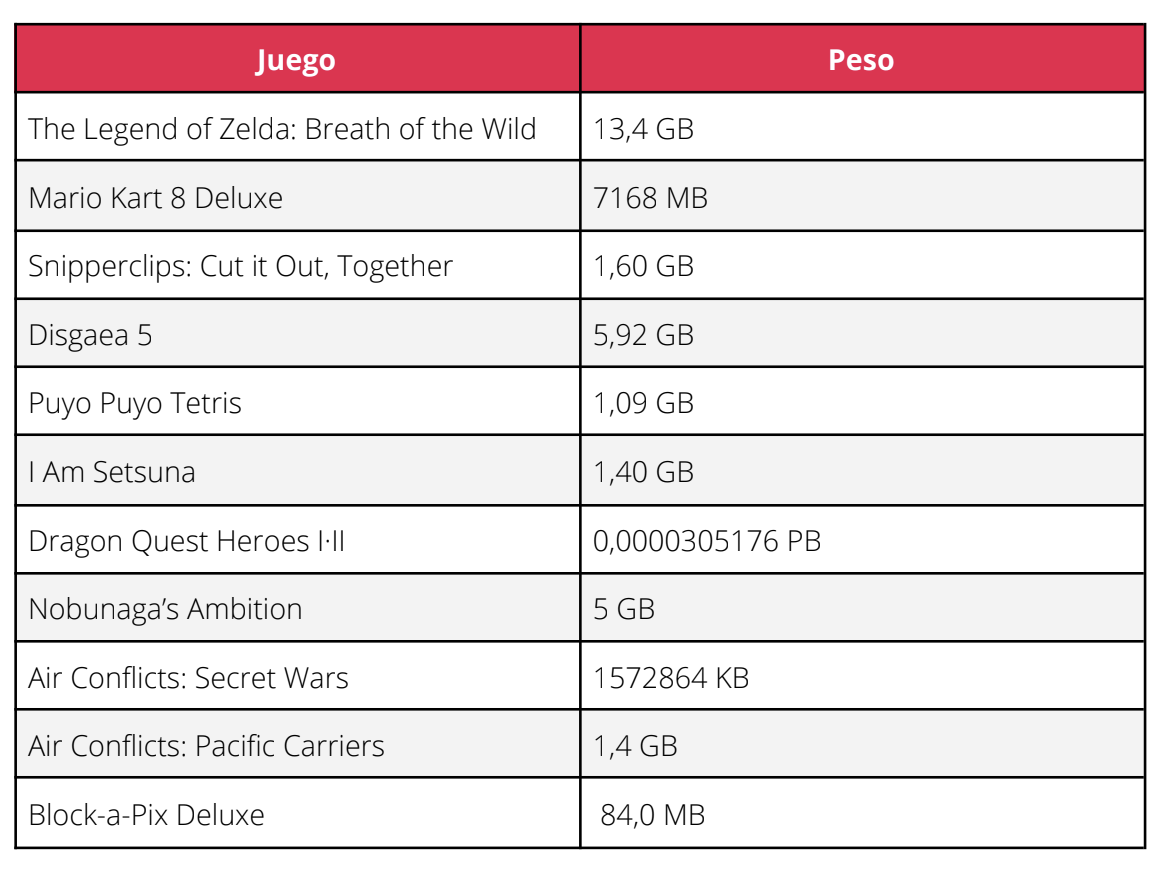 Juego Peso
The Legend of Zelda: Breath of the Wild 13,4 GB
Mario Kart 8 Deluxe 7168 MB
Snipperclips: Cut it Out, Together 1,60 GB
Disgaea 5 5,92 GB
Puyo Puyo Tetris 1,09 GB
I Am Setsuna 1,40 GB
Dragon Quest Heroes I·II 0,0000305176 PB
Nobunaga’s Ambition 5 GB
Air Conflicts: Secret Wars 1572864 KB
Air Conflicts: Pacific Carriers 1,4 GB
Block-a-Pix Deluxe 84,0 MB